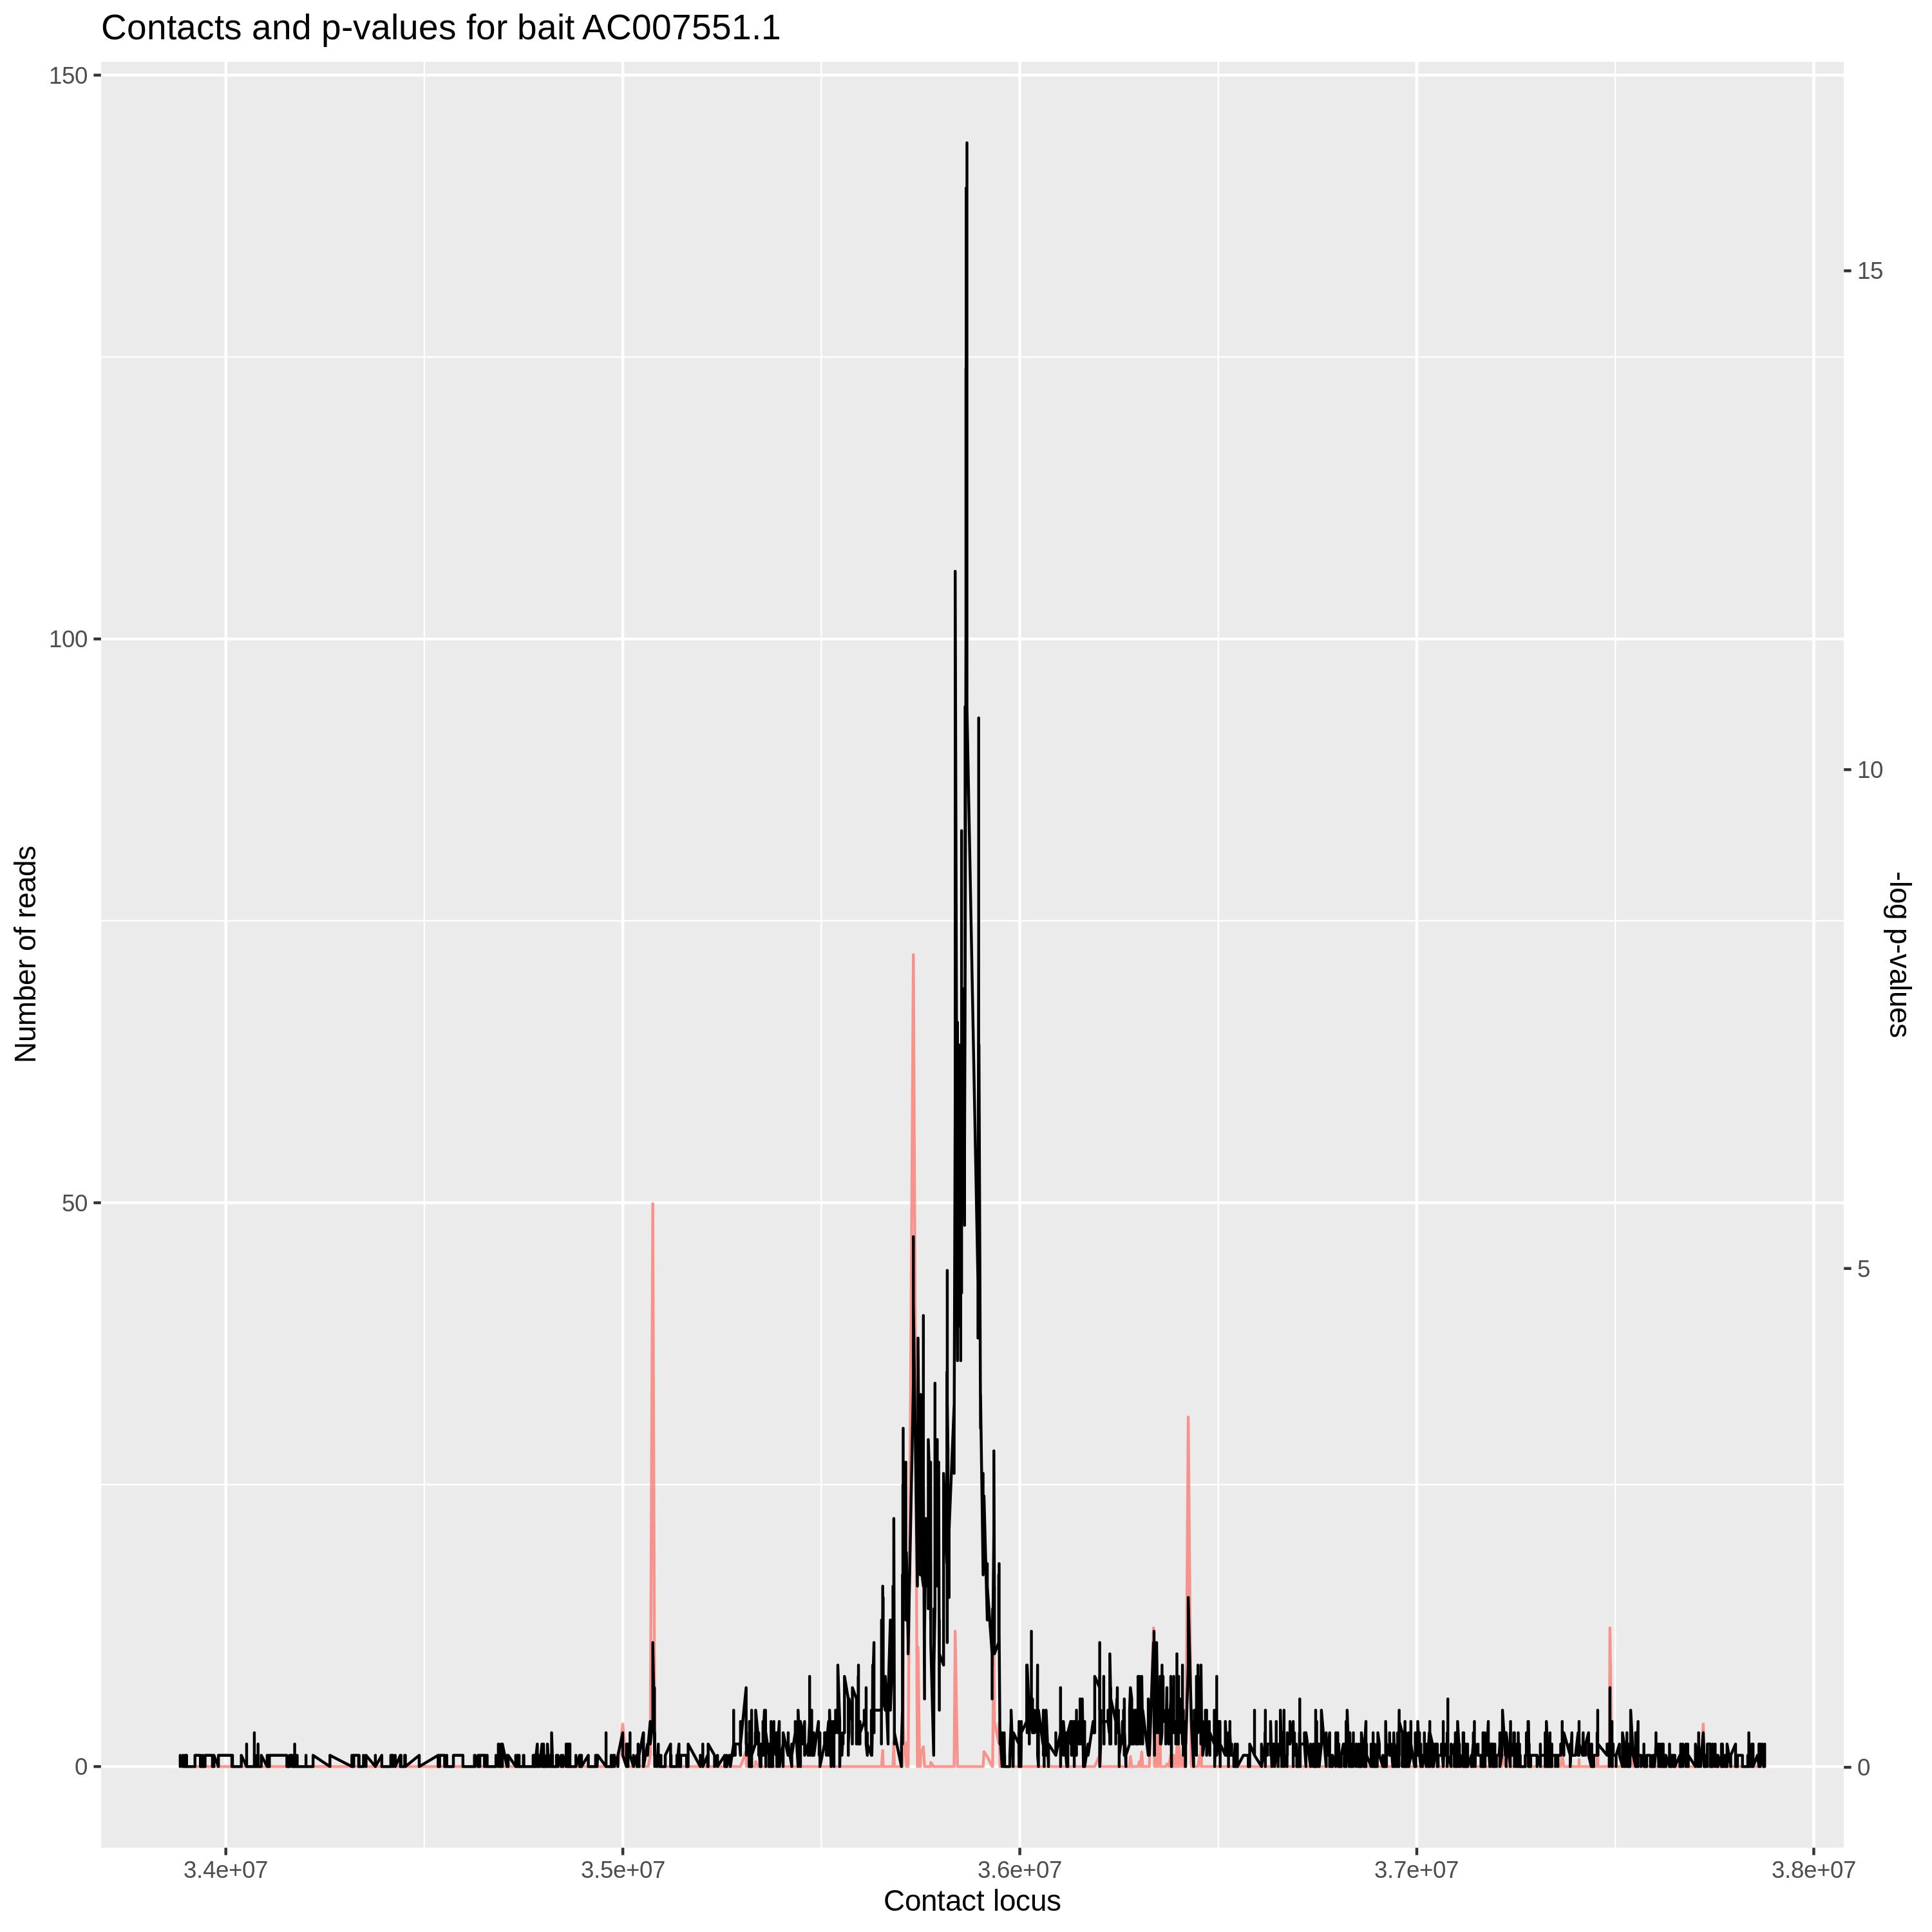 Contacts and p-values for bait AC007551.1
150
100
50
0
Number of reads
15
10
5
0
-log p-values
3.4e+07
3.5e+07
3.6e+07
3.7e+07
3.8e+07
Contact locus